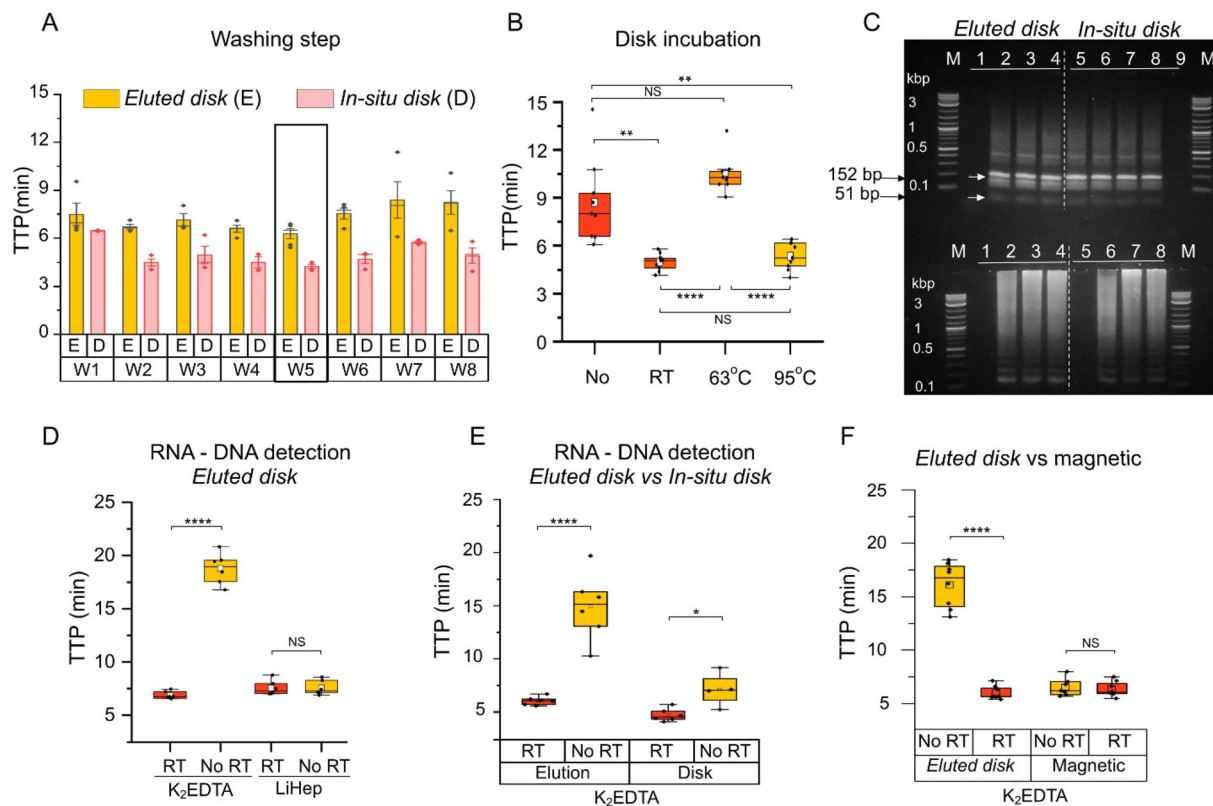 A
Washing step
Eluted disk (E)
In-situ disk (D)
TTP(min)
15
12
9
6
3
0
E D E D E D E D E D E D E D E D
W1 W2 W3 W4 W5 W6 W7 W8
B
Disk incubation
**
NS
**
****
****
NS
TTP(min)
15
12
9
6
3
0
No RT 63°C 95°C
C
Eluted disk In-situ disk
M 1 2 3 4 5 6 7 8 9 M
kbp
3
1
0.5
0.1
152 bp
51 bp
M 1 2 3 4 5 6 7 8 M
kbp
3
1
0.5
0.1
D
RNA - DNA detection
Eluted disk
****
NS
TTP (min)
25
20
15
10
5
RT No RT RT No RT
K₂EDTA LiHep
E
RNA - DNA detection
Eluted disk vs In-situ disk
****
*
TTP (min)
25
20
15
10
5
RT No RT RT No RT
Elution Disk
K₂EDTA
F
Eluted disk vs magnetic
****
NS
TTP (min)
25
20
15
10
5
No RT RT No RT RT
Eluted disk Magnetic
K₂EDTA